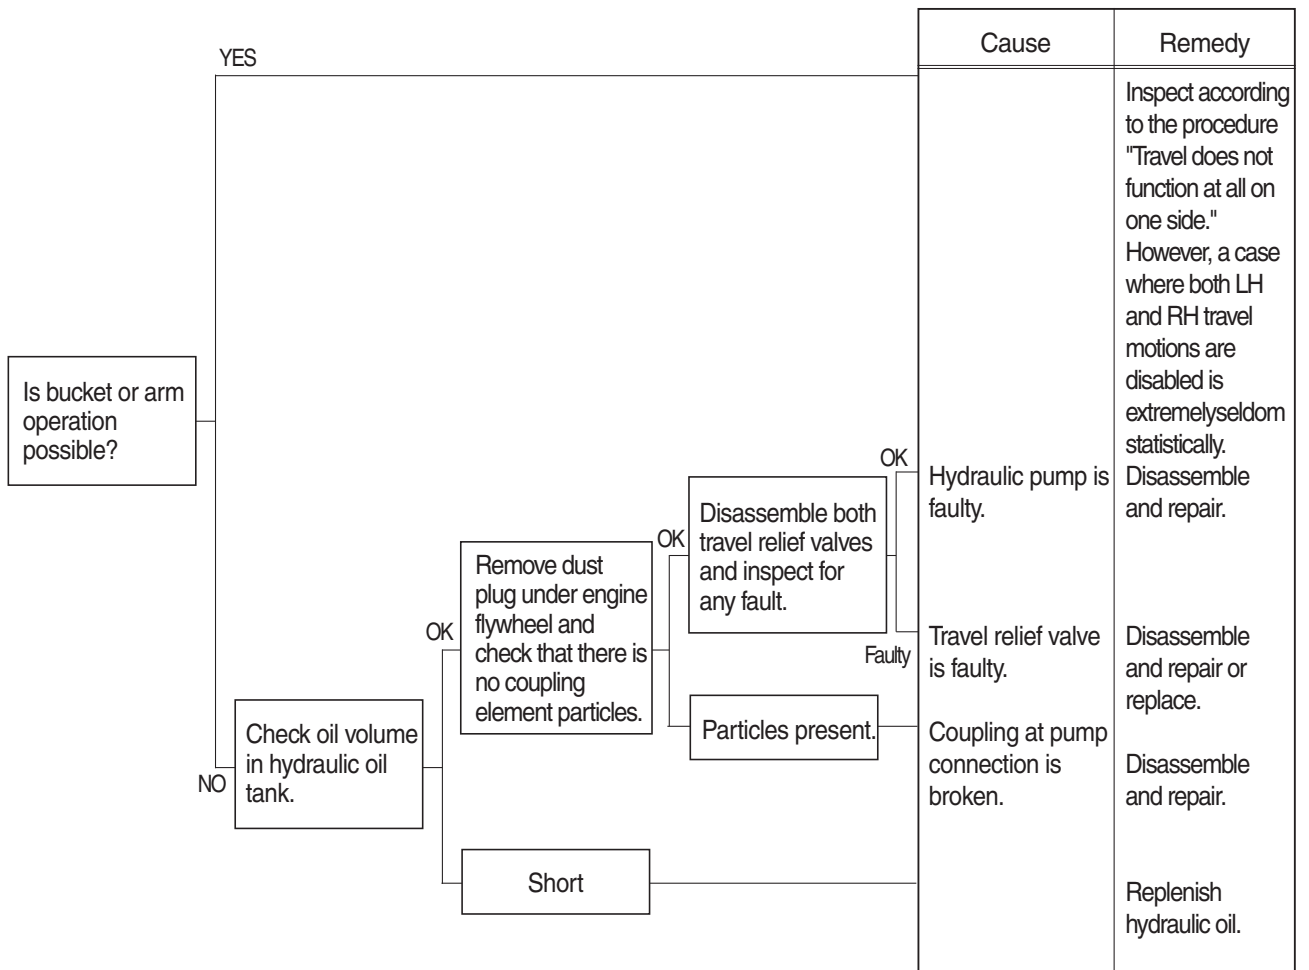 Cause
Remedy
YES
Inspect according
to the procedure
"Travel does not
function at all on
one side."
However, a case
where both LH
and RH travel
motions are
disabled is
extremelyseldom
statistically.
Is bucket or arm
operation
possible?
NO
Check oil volume
in hydraulic oil
tank.
OK
Remove dust
plug under engine
flywheel and
check that there is
no coupling
element particles.
OK
Disassemble both
travel relief valves
and inspect for
any fault.
OK
Hydraulic pump is
faulty.
Disassemble
and repair.
Faulty
Travel relief valve
is faulty.
Disassemble
and repair or
replace.
Particles present.
Coupling at pump
connection is
broken.
Disassemble
and repair.
Short
Replenish
hydraulic oil.